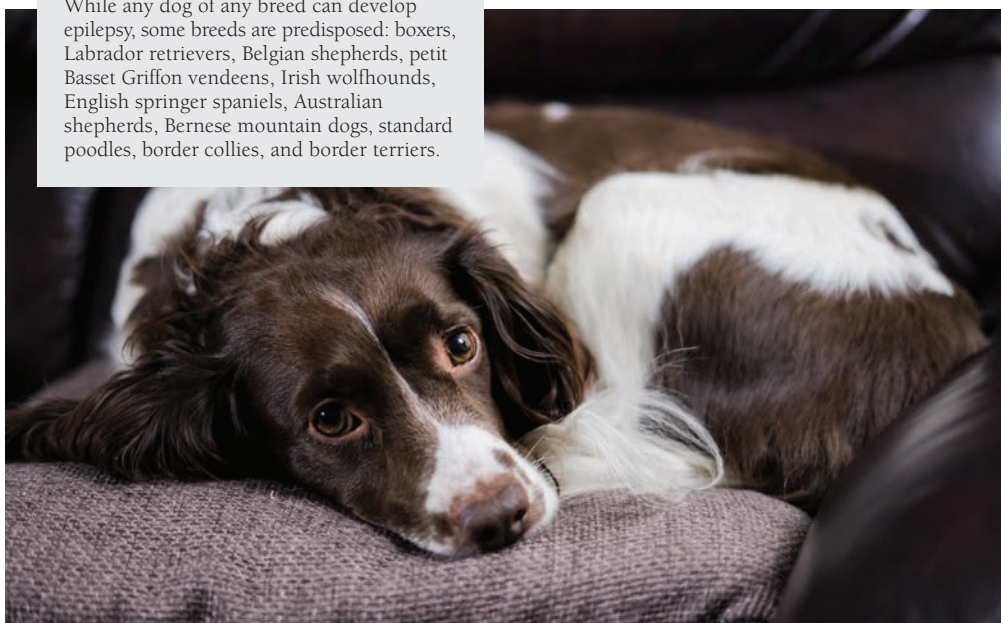 While any dog of any breed can develop
epilepsy, some breeds are predisposed: boxers,
Labrador retrievers, Belgian shepherds, petit
Basset Griffon vendeens, Irish wolfhounds,
English springer spaniels, Australian
shepherds, Bernese mountain dogs, standard
poodles, border collies, and border terriers.